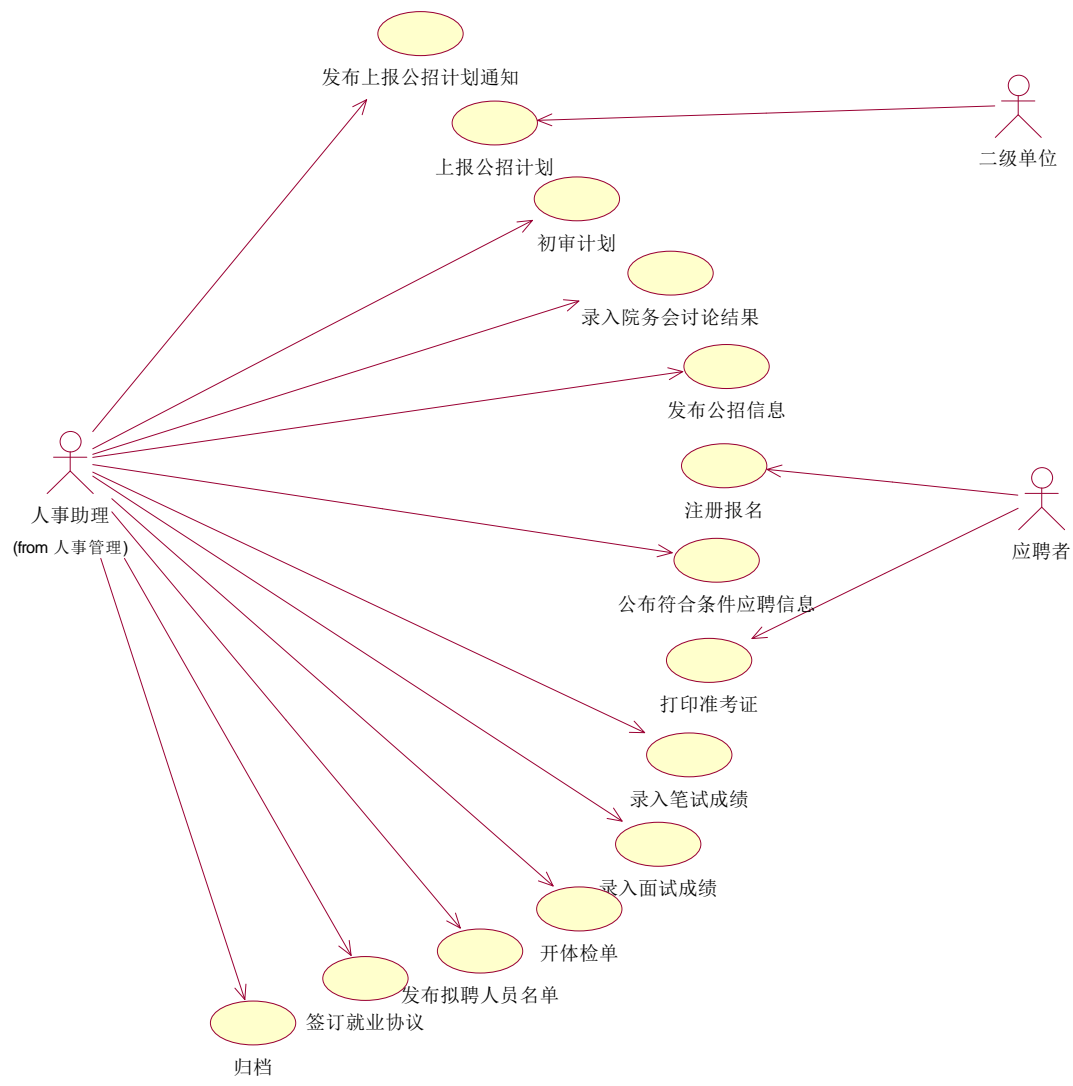 发布上报公招计划通知
上报公招计划
二级单位
初审计划
录入院务会讨论结果
发布公招信息
注册报名
人事助理
(from 人事管理)
应聘者
公布符合条件应聘信息
打印准考证
录入笔试成绩
录入面试成绩
开体检单
发布拟聘人员名单
签订就业协议
归档